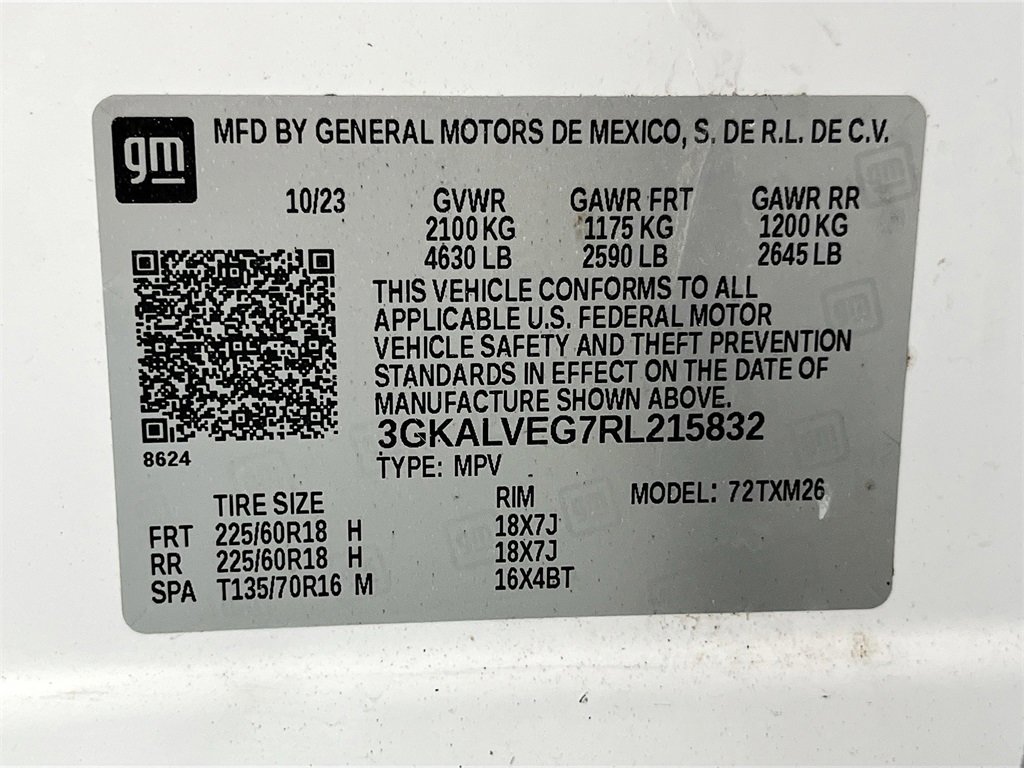 gm
MFD BY GENERAL MOTORS DE MEXICO, S. DE R.L. DE C.V.
10/23 GVWR GAWR FRT GAWR RR
2100 KG 1175 KG 1200 KG
4630 LB 2590 LB 2645 LB
THIS VEHICLE CONFORMS TO ALL
APPLICABLE U.S. FEDERAL MOTOR
VEHICLE SAFETY AND THEFT PREVENTION
STANDARDS IN EFFECT ON THE DATE OF
MANUFACTURE SHOWN ABOVE.
3GKALVEG7RL215832
8624
TYPE: MPV
TIRE SIZE RIM MODEL: 72TXM26
FRT 225/60R18 H 18X7J
RR 225/60R18 H 18X7J
SPA T135/70R16 M 16X4BT